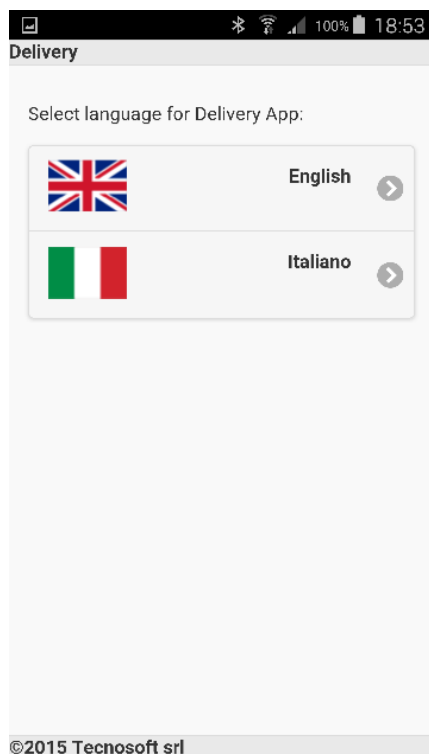 100% 18:53
Delivery
Select language for Delivery App:
English
Italiano
©2015 Tecnosoft srl